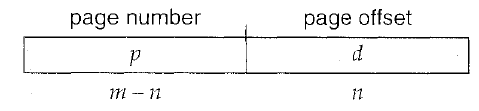 page number page offset
p d
m – n n